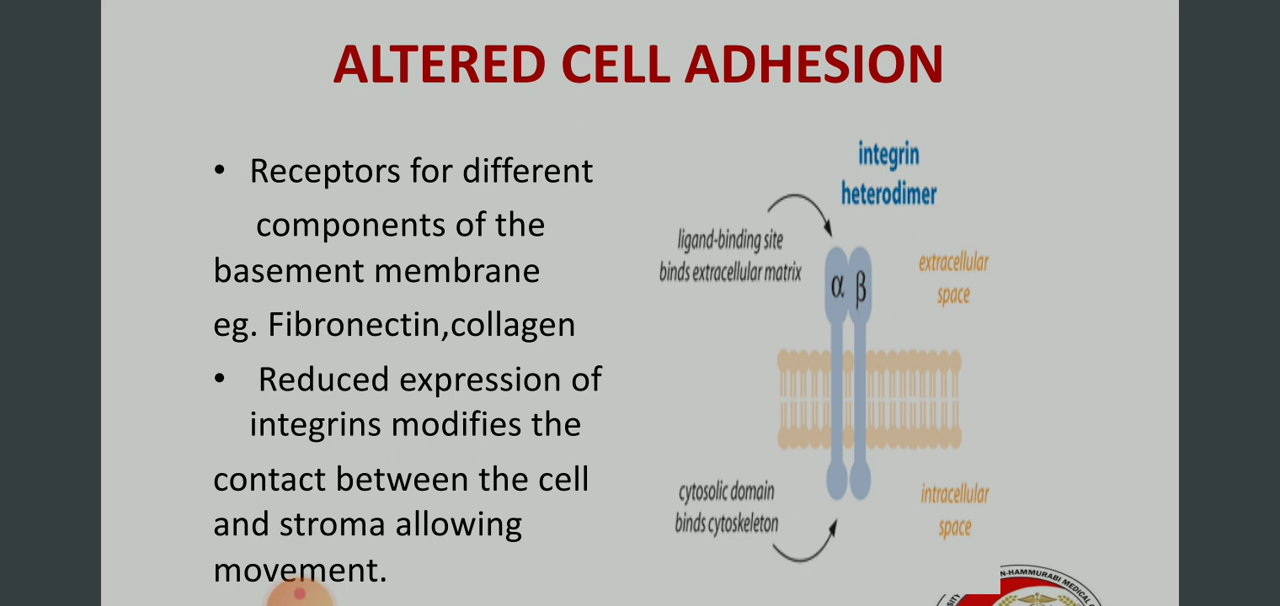 ALTERED CELL ADHESION
• Receptors for different
components of the
basement membrane
eg. Fibronectin,collagen
• Reduced expression of
integrins modifies the
contact between the cell
and stroma allowing
movement.
integrin
heterodimer
ligand-binding site
binds extracellular matrix
α β
extracellular
space
cytosolic domain
binds cytoskeleton
intracellular
space
N-HAMMURABI MEDICAL